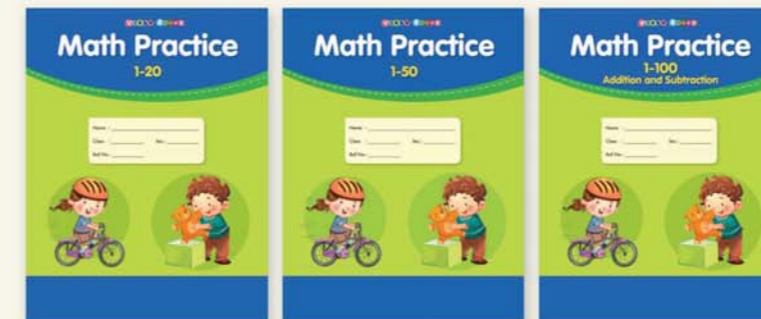 Math Practice
1-20
Name :
Class :
Sec. :
Roll No. :
Math Practice
1-50
Name :
Class :
Sec. :
Roll No. :
Math Practice
1-100
Addition and Subtraction
Name :
Class :
Sec. :
Roll No. :